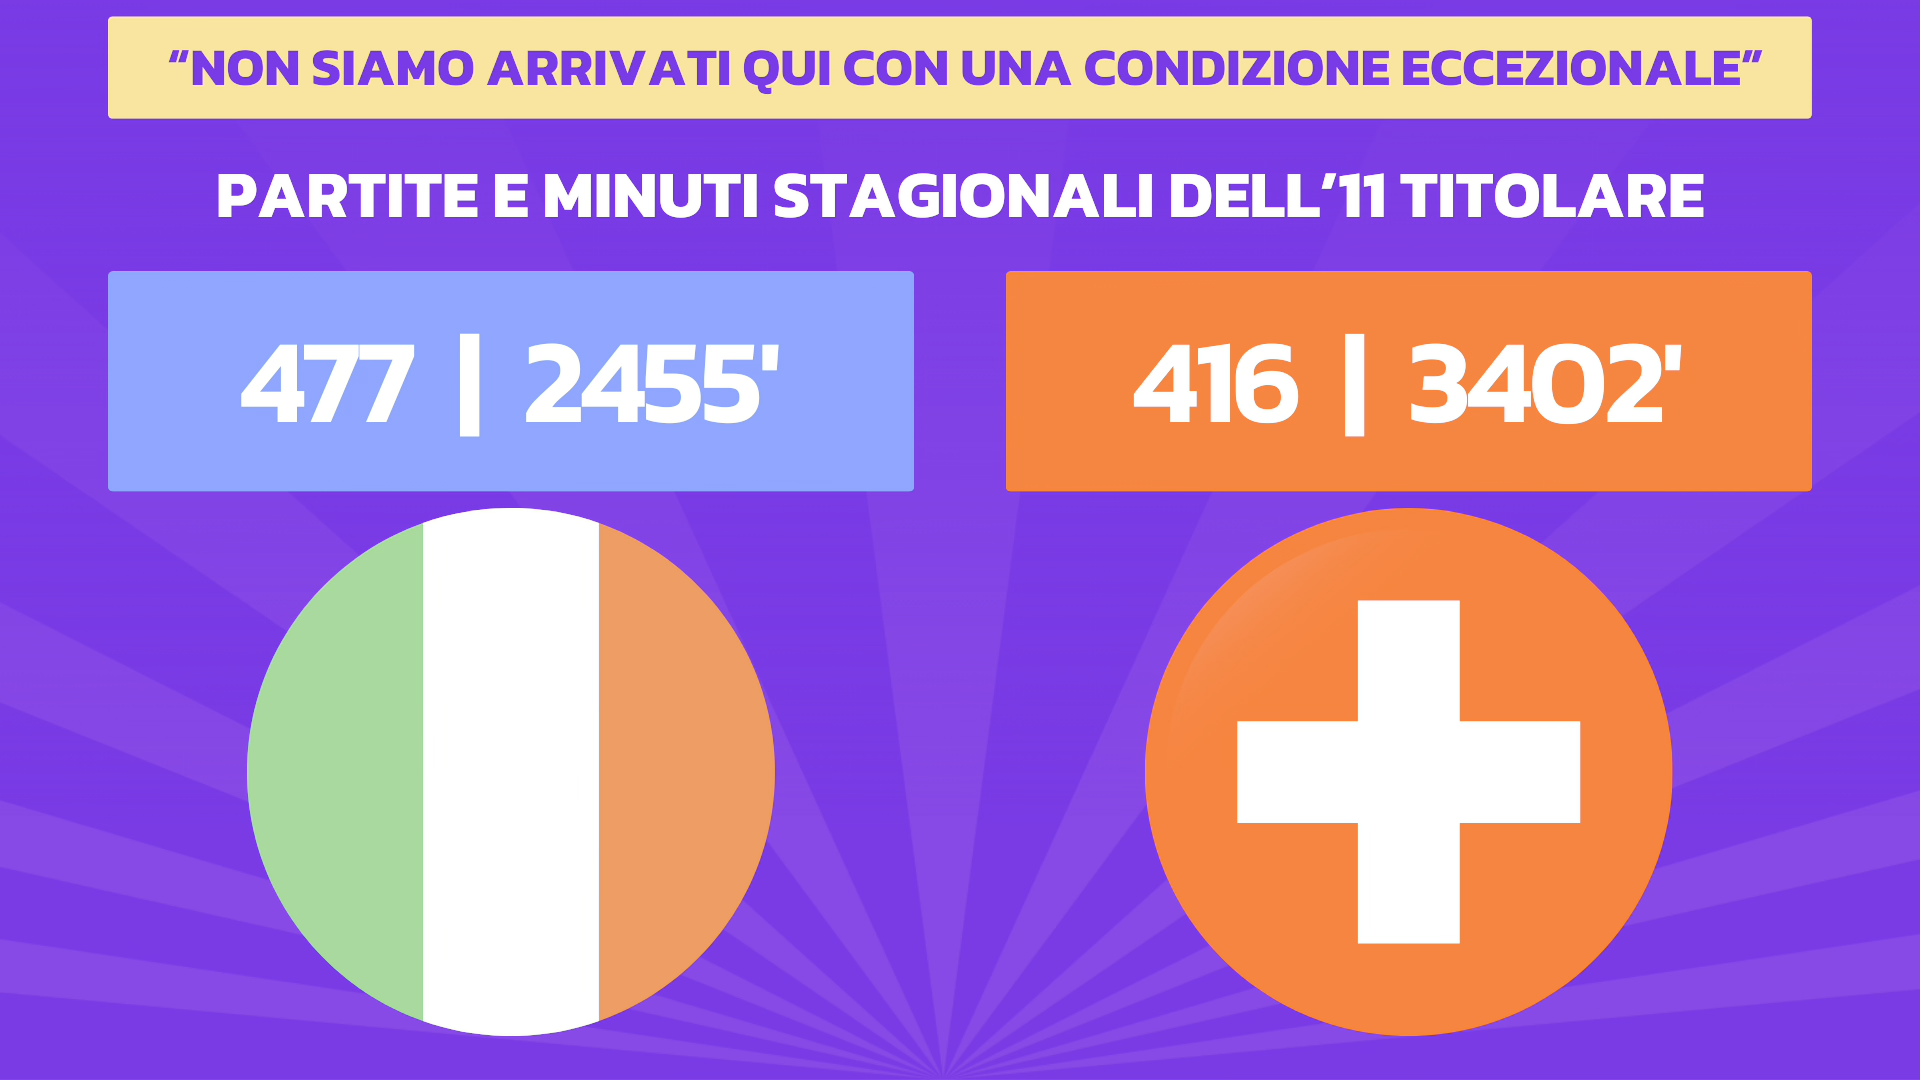 “NON SIAMO ARRIVATI QUI CON UNA CONDIZIONE ECCEZIONALE”
PARTITE E MINUTI STAGIONALI DELL’11 TITOLARE
477 | 2455'
416 | 3402'